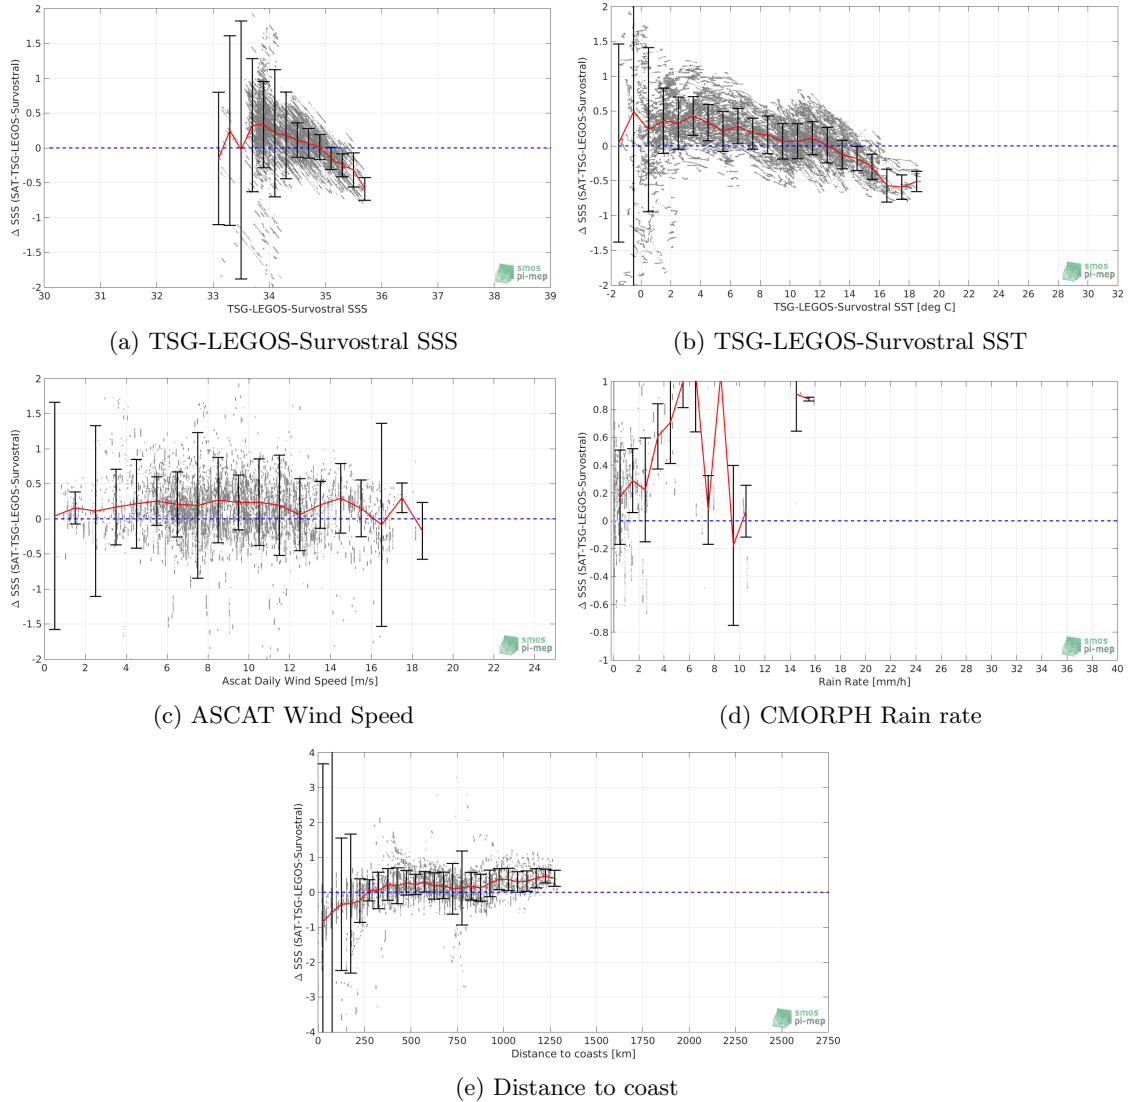 2
1.5
1
0.5
0
-0.5
-1
-1.5
-2
Δ SSS (SAT-TSG-LEGOS-Survostral)
30 31 32 33 34 35 36 37 38 39
TSG-LEGOS-Survostral SSS
smos
pi-mep
(a) TSG-LEGOS-Survostral SSS
2
1.5
1
0.5
0
-0.5
-1
-1.5
-2
Δ SSS (SAT-TSG-LEGOS-Survostral)
-2 0 2 4 6 8 10 12 14 16 18 20 22 24 26 28 30 32
TSG-LEGOS-Survostral SST [deg C]
smos
pi-mep
(b) TSG-LEGOS-Survostral SST
2
1.5
1
0.5
0
-0.5
-1
-1.5
-2
Δ SSS (SAT-TSG-LEGOS-Survostral)
0 2 4 6 8 10 12 14 16 18 20 22 24
Ascat Daily Wind Speed [m/s]
smos
pi-mep
(c) ASCAT Wind Speed
1
0.8
0.6
0.4
0.2
0
-0.2
-0.4
-0.6
-0.8
-1
Δ SSS (SAT-TSG-LEGOS-Survostral)
0 2 4 6 8 10 12 14 16 18 20 22 24 26 28 30 32 34 36 38 40
Rain Rate [mm/h]
smos
pi-mep
(d) CMORPH Rain rate
4
3
2
1
0
-1
-2
-3
-4
Δ SSS (SAT-TSG-LEGOS-Survostral)
0 250 500 750 1000 1250 1500 1750 2000 2250 2500 2750
Distance to coasts [km]
smos
pi-mep
(e) Distance to coast